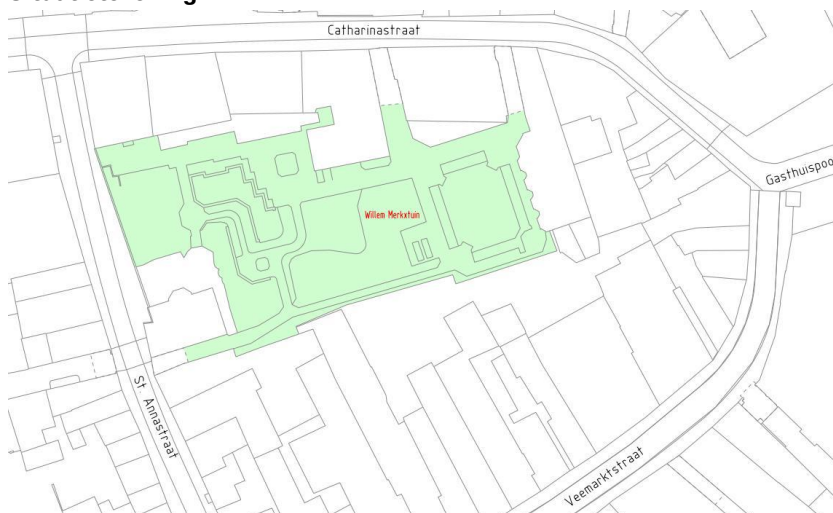 Catharinastraat
Gasthuispoo
Willem Merkxtuin
St. Annastraat
Veemarktstraat